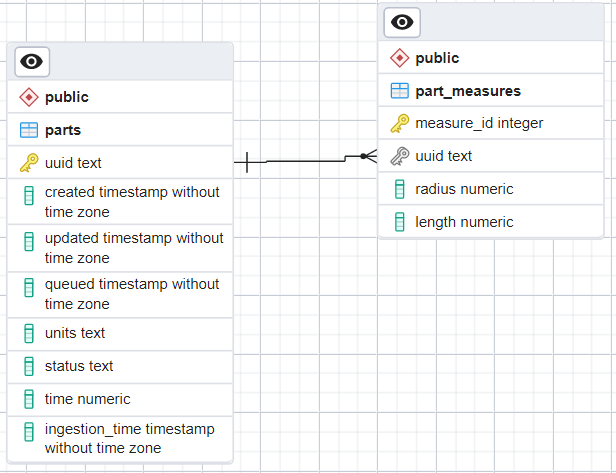 public
parts
uuid text
created timestamp without
time zone
updated timestamp without
time zone
queued timestamp without
time zone
units text
status text
time numeric
ingestion_time timestamp
without time zone
public
part_measures
measure_id integer
uuid text
radius numeric
length numeric